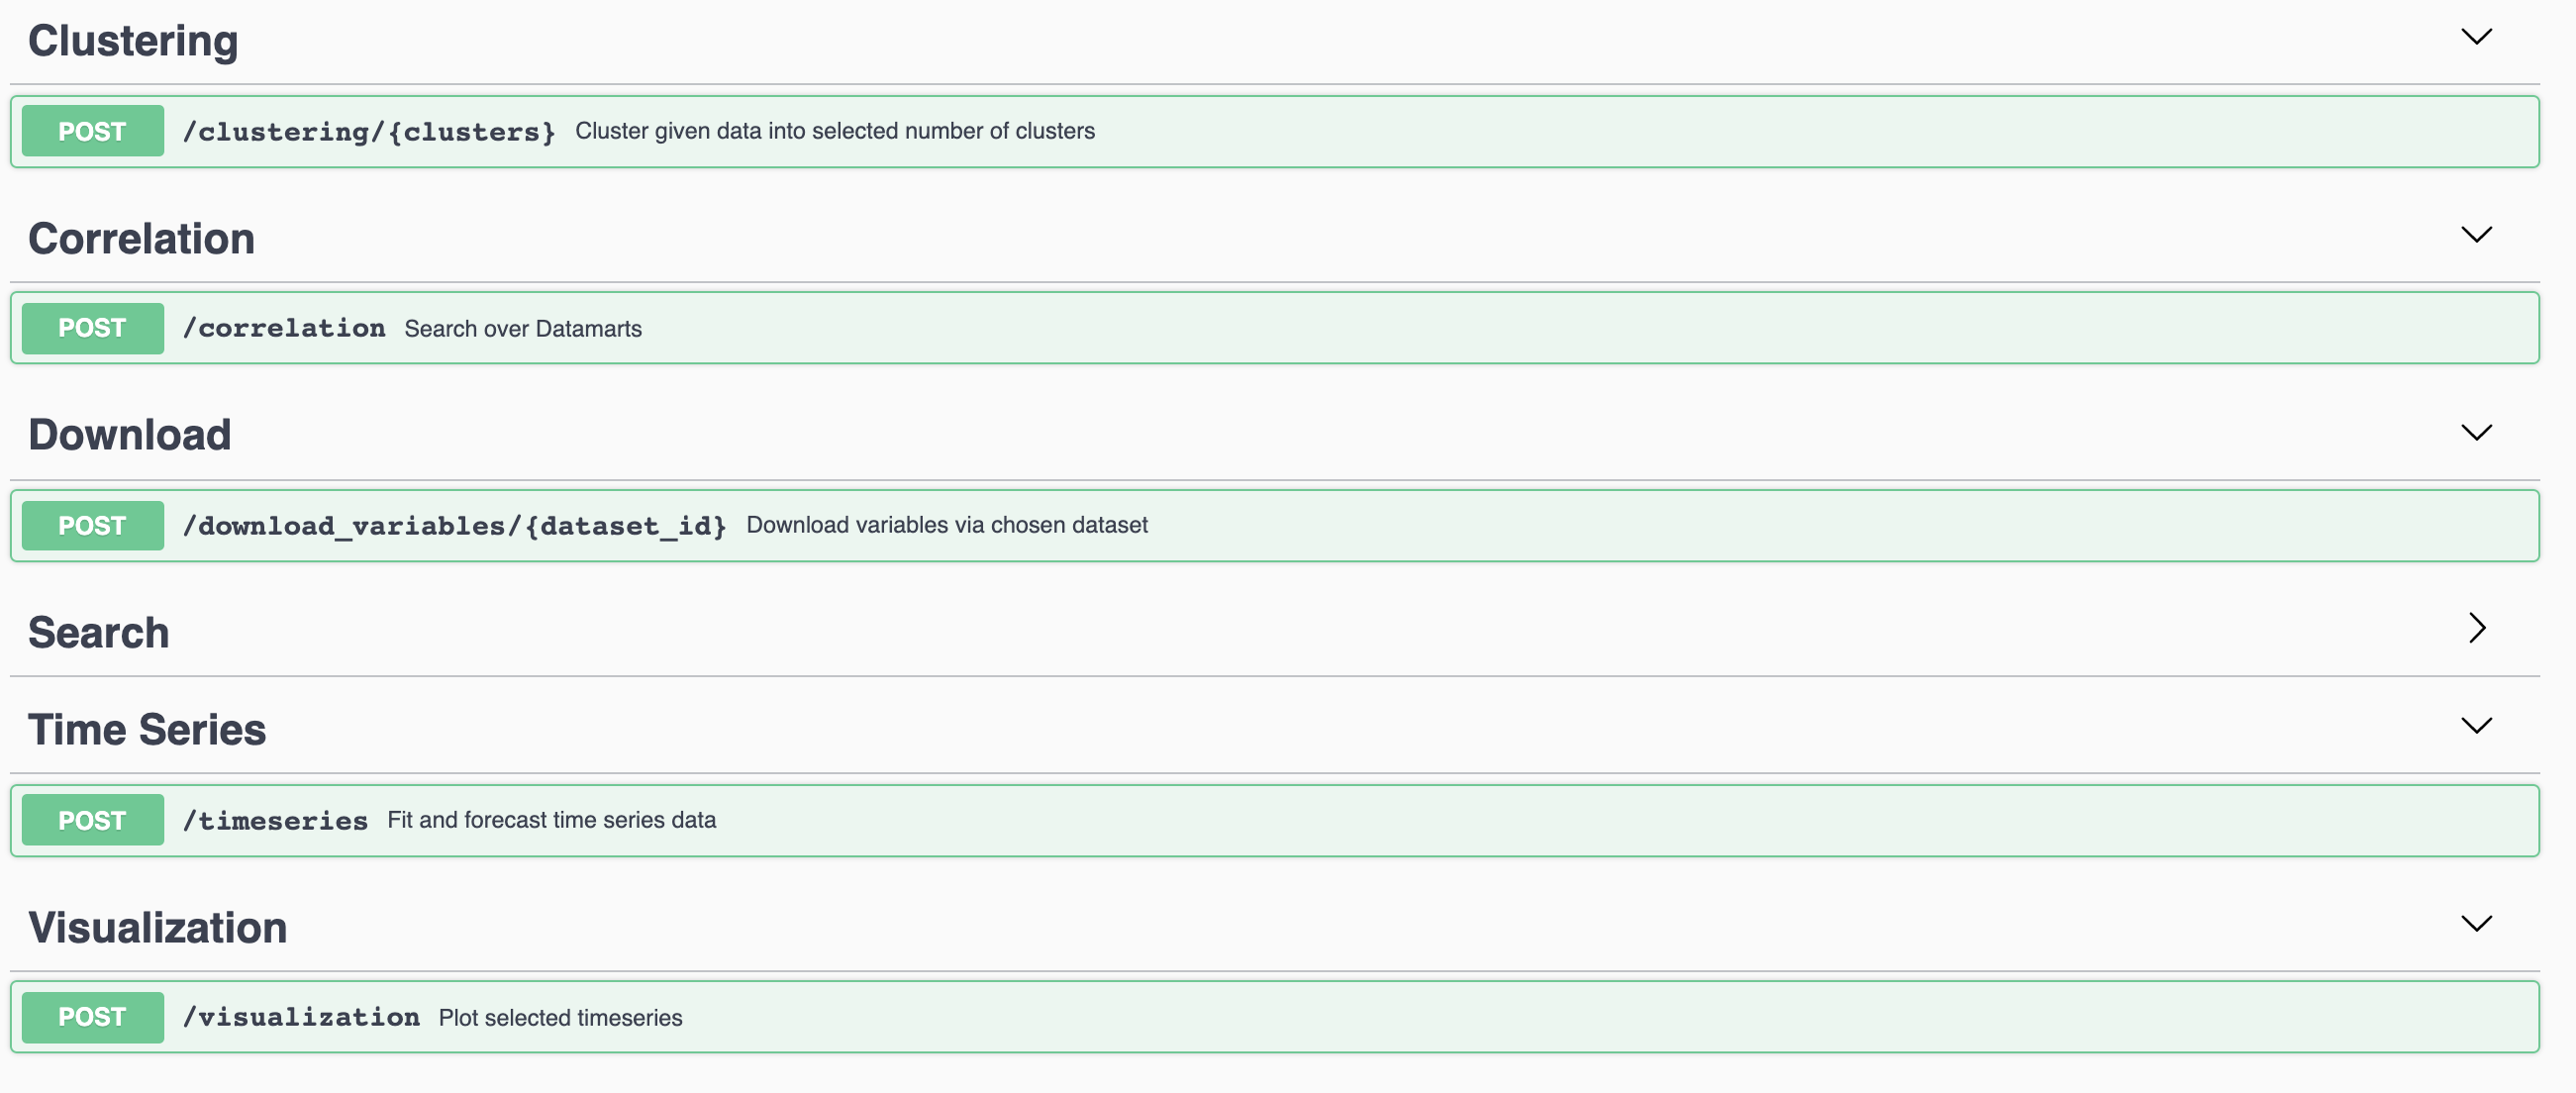 Clustering
POST /clustering/{clusters} Cluster given data into selected number of clusters
Correlation
POST /correlation Search over Datamarts
Download
POST /download_variables/{dataset_id} Download variables via chosen dataset
Search
Time Series
POST /timeseries Fit and forecast time series data
Visualization
POST /visualization Plot selected timeseries